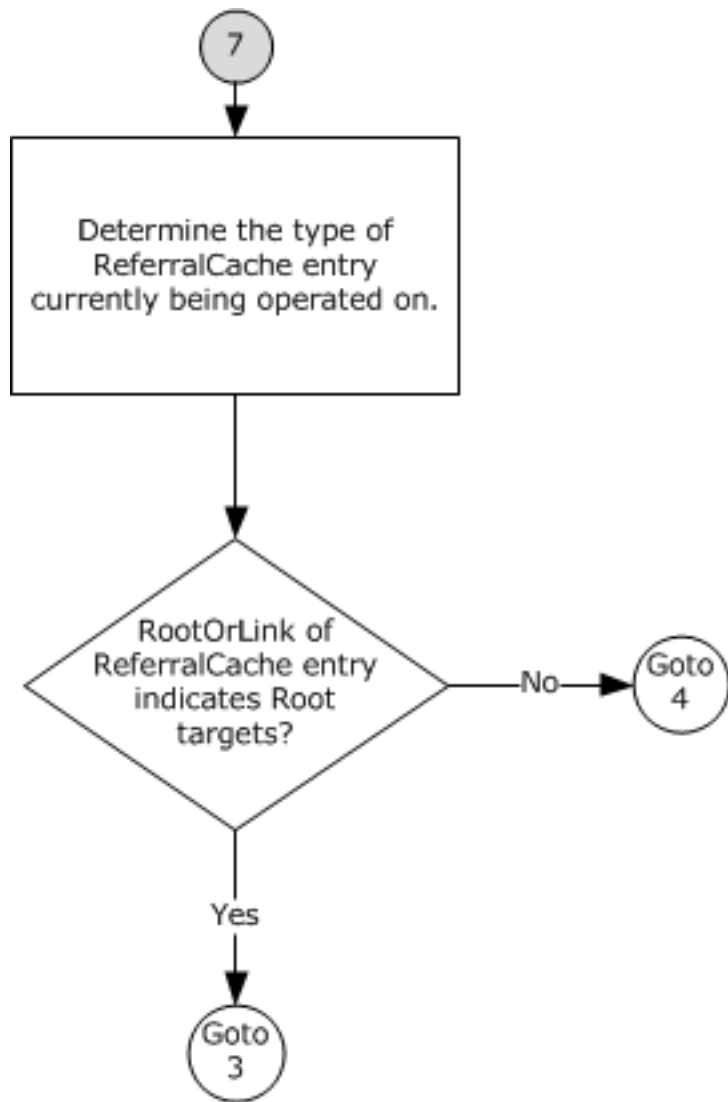 7
Determine the type of
ReferralCache entry
currently being operated on.
RootOrLink of
ReferralCache entry
indicates Root
targets?
No
Goto
4
Yes
Goto
3